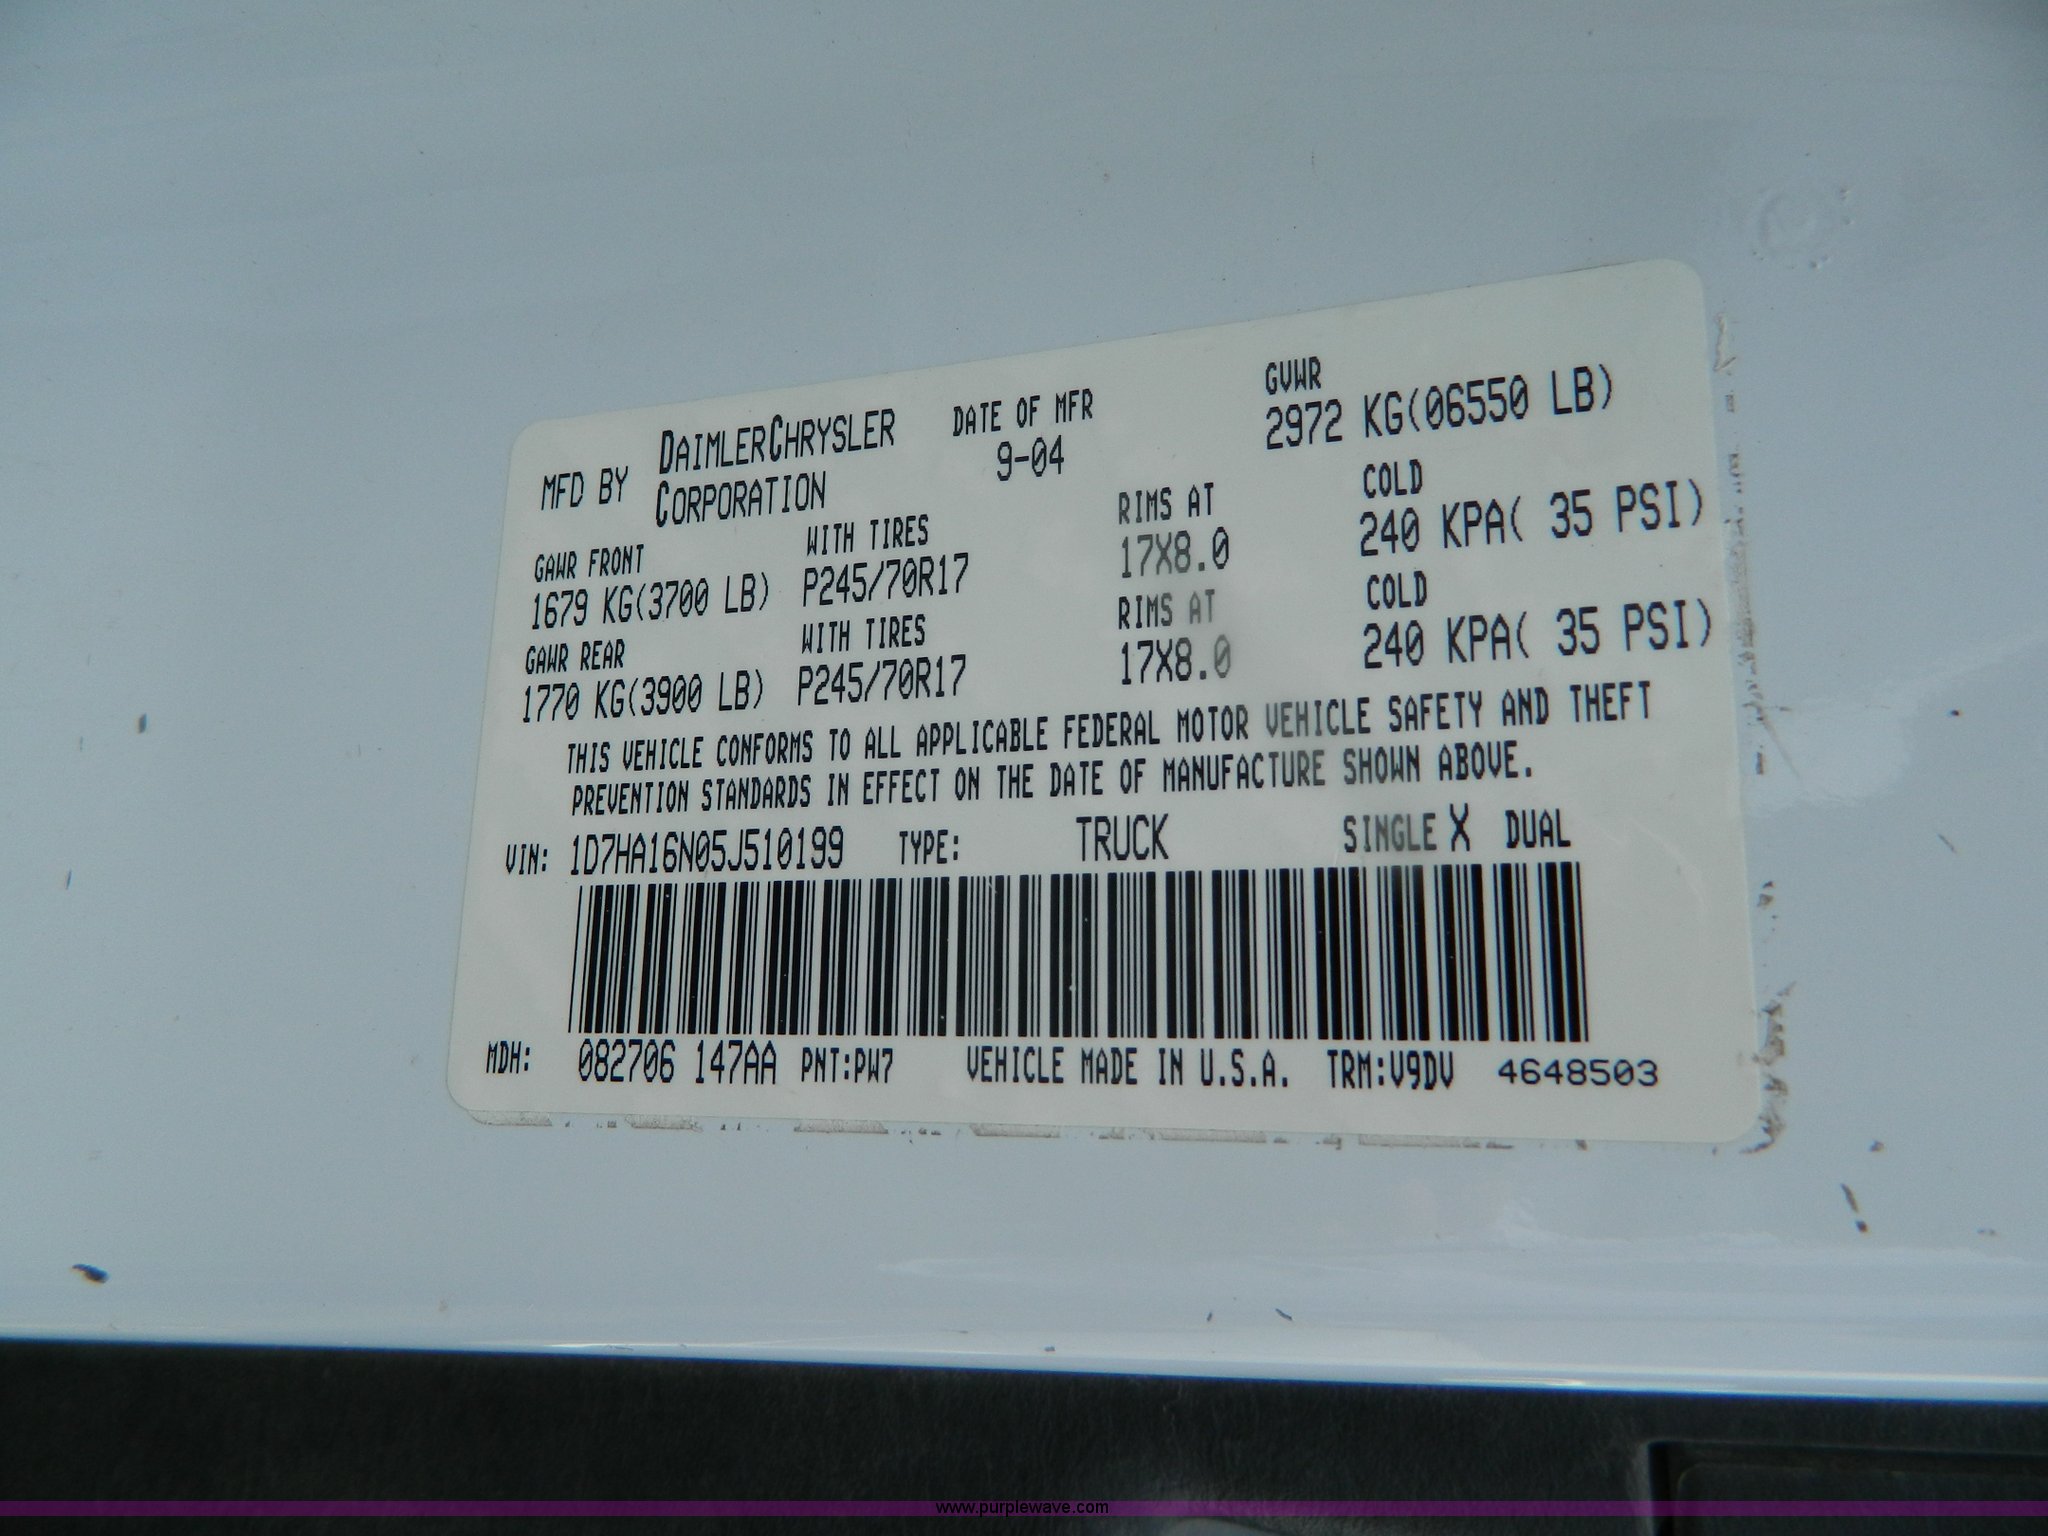 MFD BY DAIMLERCHRYSLER CORPORATION
DATE OF MFR
9-04
GVWR
2972 KG(06550 LB)
GAWR FRONT WITH TIRES RIMS AT COLD
1679 KG(3700 LB) P245/70R17 17X8.0 240 KPA( 35 PSI)
GAWR REAR WITH TIRES RIMS AT COLD
1770 KG(3900 LB) P245/70R17 17X8.0 240 KPA( 35 PSI)
THIS VEHICLE CONFORMS TO ALL APPLICABLE FEDERAL MOTOR VEHICLE SAFETY AND THEFT
PREVENTION STANDARDS IN EFFECT ON THE DATE OF MANUFACTURE SHOWN ABOVE.
VIN: 1D7HA16N05J510199 TYPE: TRUCK SINGLE X DUAL
MDH: 082706 147AA PNT:PW7 VEHICLE MADE IN U.S.A. TRM:V9DV 4648503
www.purplewave.com